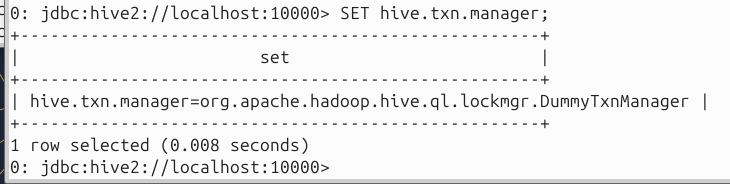 0: jdbc:hive2://localhost:10000> SET hive.txn.manager;
+----------------------------------------------------+
|                        set                         |
+----------------------------------------------------+
| hive.txn.manager=org.apache.hadoop.hive.ql.lockmgr.DummyTxnManager |
+----------------------------------------------------+
1 row selected (0.008 seconds)
0: jdbc:hive2://localhost:10000>